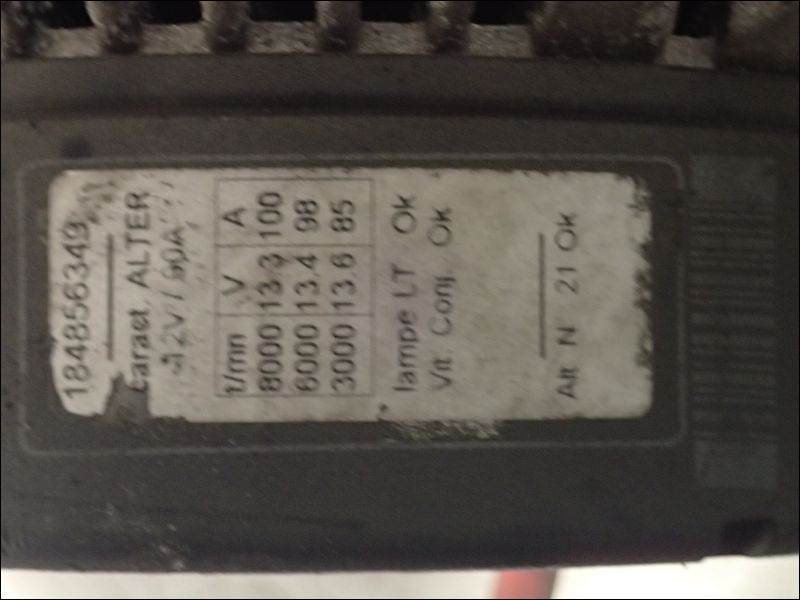 184856349
caract. ALTER
12V / 90A
t/mn V A
8000 13.3 100
6000 13.4 98
3000 13.6 85
lampe LT Ok
Vit. Conj. Ok
Alt N 21 Ok